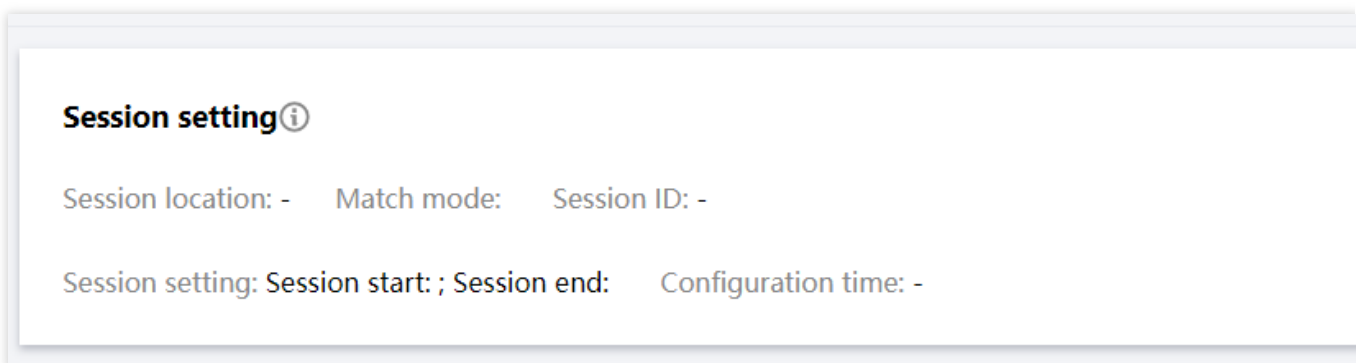 Session setting
Session location: - Match mode: Session ID: -
Session setting: Session start: ; Session end: Configuration time: -